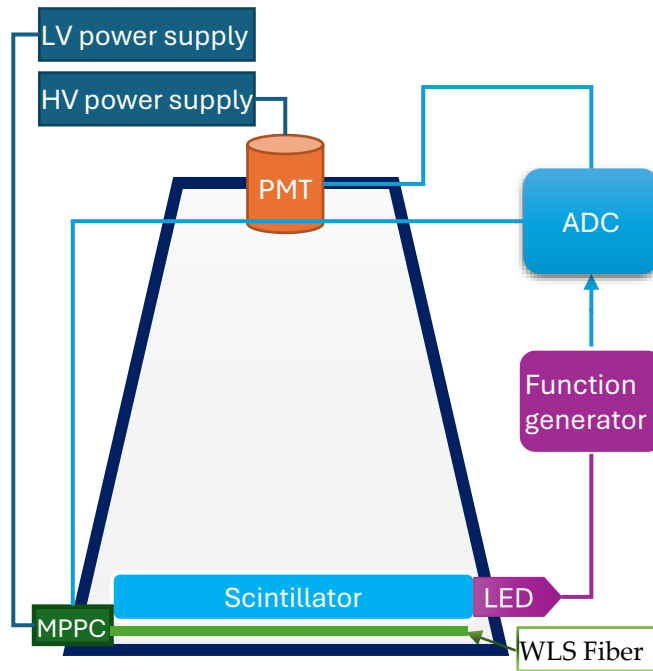 LV power supply
HV power supply
PMT
ADC
Function
generator
Scintillator
LED
MPPC
WLS Fiber